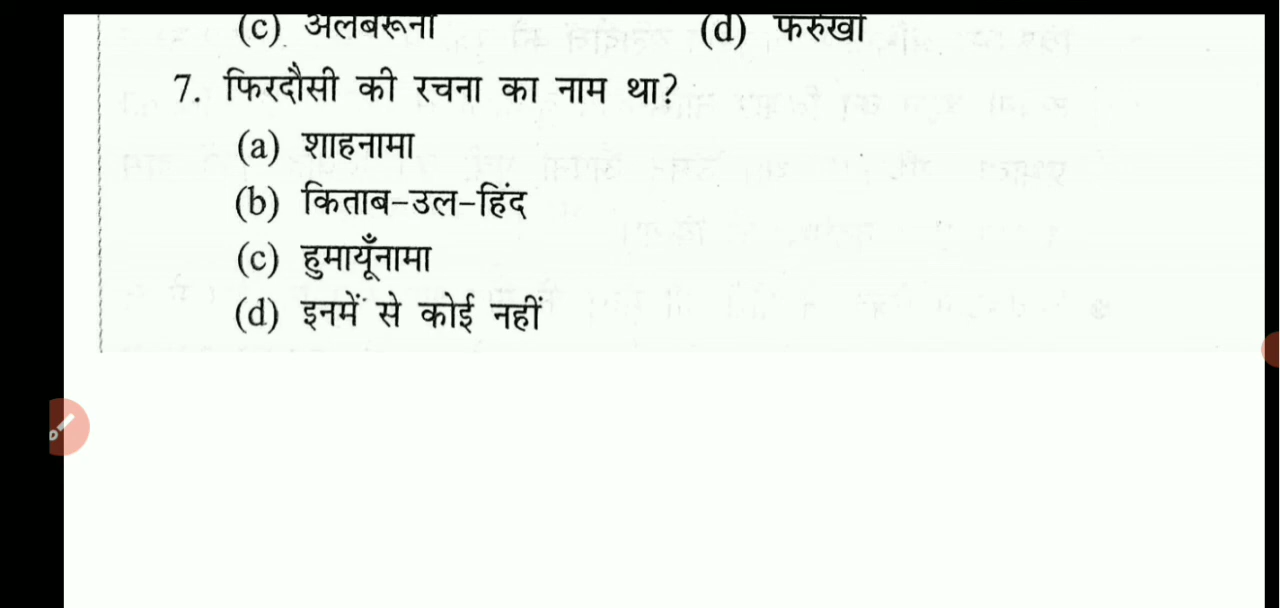 (c) अलबरूनी (d) फरुखी
7. फिरदौसी की रचना का नाम था?
(a) शाहनामा
(b) किताब-उल-हिंद
(c) हुमायूँनामा
(d) इनमें से कोई नहीं